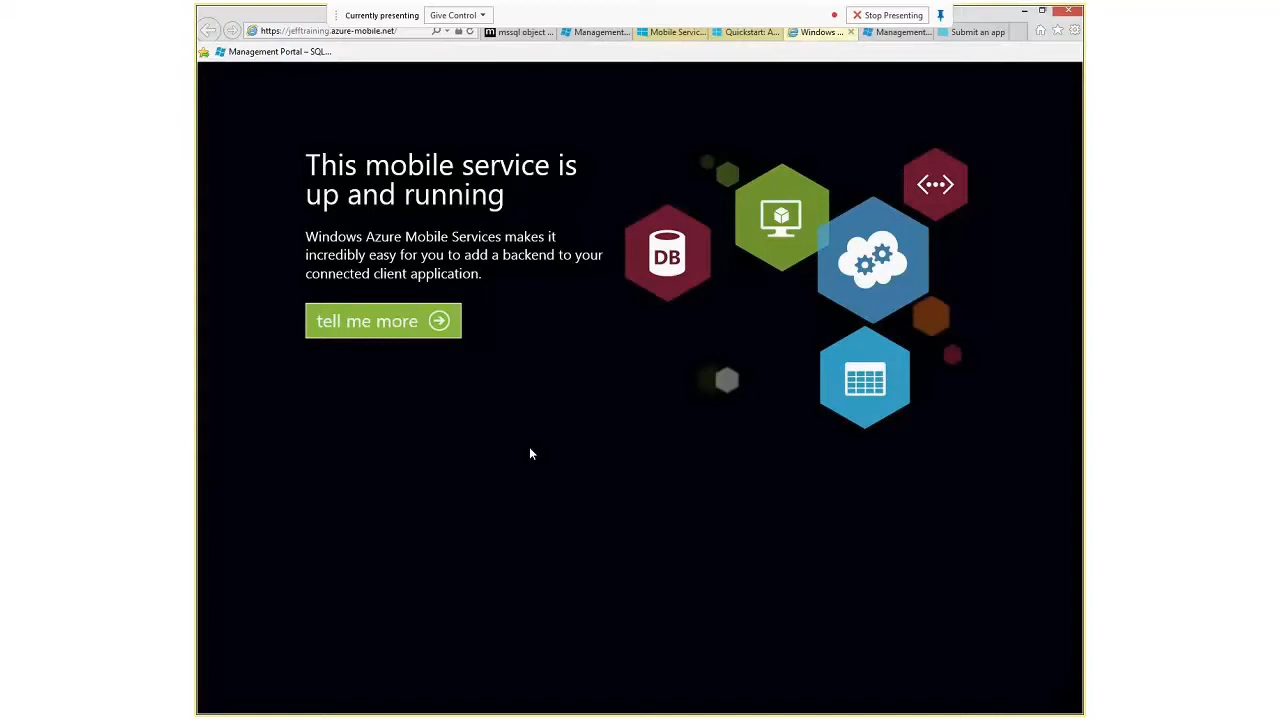 Currently presenting
Give Control
Stop Presenting
https://jefftraining.azure-mobile.net/
mssql object ...
Management...
Mobile Servic...
Quickstart: A...
Windows ...
Management...
Submit an app
Management Portal – SQL...
This mobile service is
up and running
Windows Azure Mobile Services makes it
incredibly easy for you to add a backend to your
connected client application.
tell me more
DB